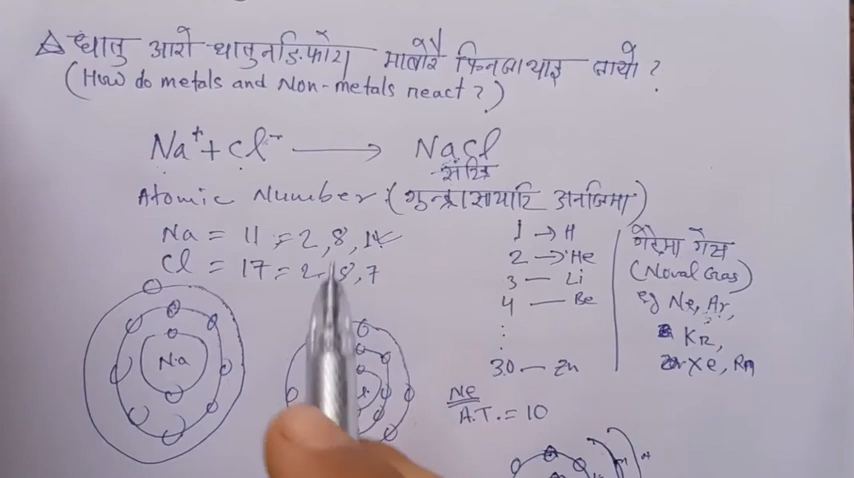 धातु आरो धातुनङि फोरा माबोरै फिनजाथाइ जायो ?
(How do metals and Non-metals react ?)
Na⁺ + Cl⁻ → NaCl
Atomic Number :
Na = 11 = 2, 8, 1
Cl = 17 = 2, 8, 7
Na
1 → H
2 → He
3 — Li
4 — Be
:
:
30 — Zn
गेस
(Noval Gas)
eg Ne, Ar,
Kr,
Xe, Rn
Ne
A.T. = 10